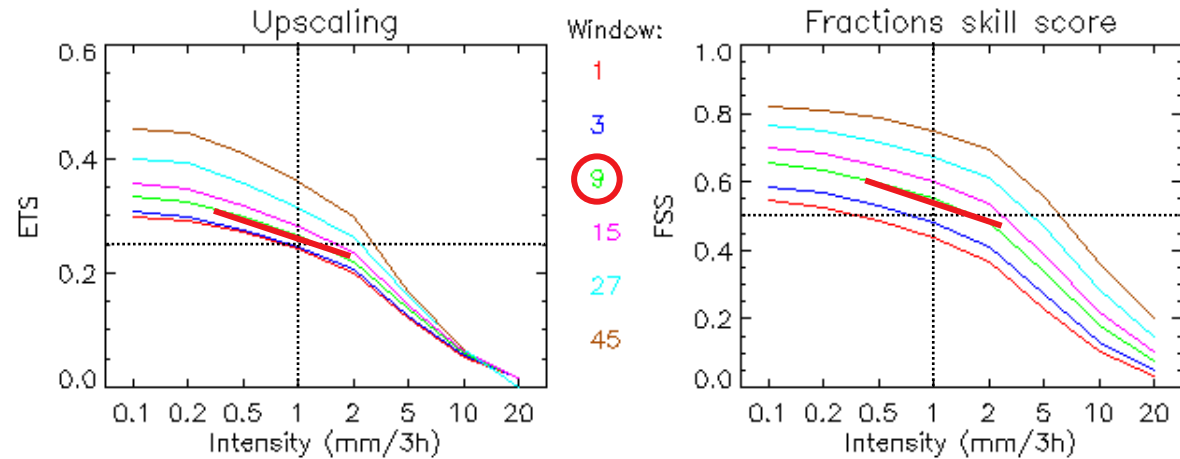 Upscaling
ETS
0.6
0.4
0.2
0.0
0.1 0.2 0.5 1 2 5 10 20
Intensity (mm/3h)
Window:
1
3
9
15
27
45
Fractions skill score
FSS
1.0
0.8
0.6
0.4
0.2
0.0
0.1 0.2 0.5 1 2 5 10 20
Intensity (mm/3h)